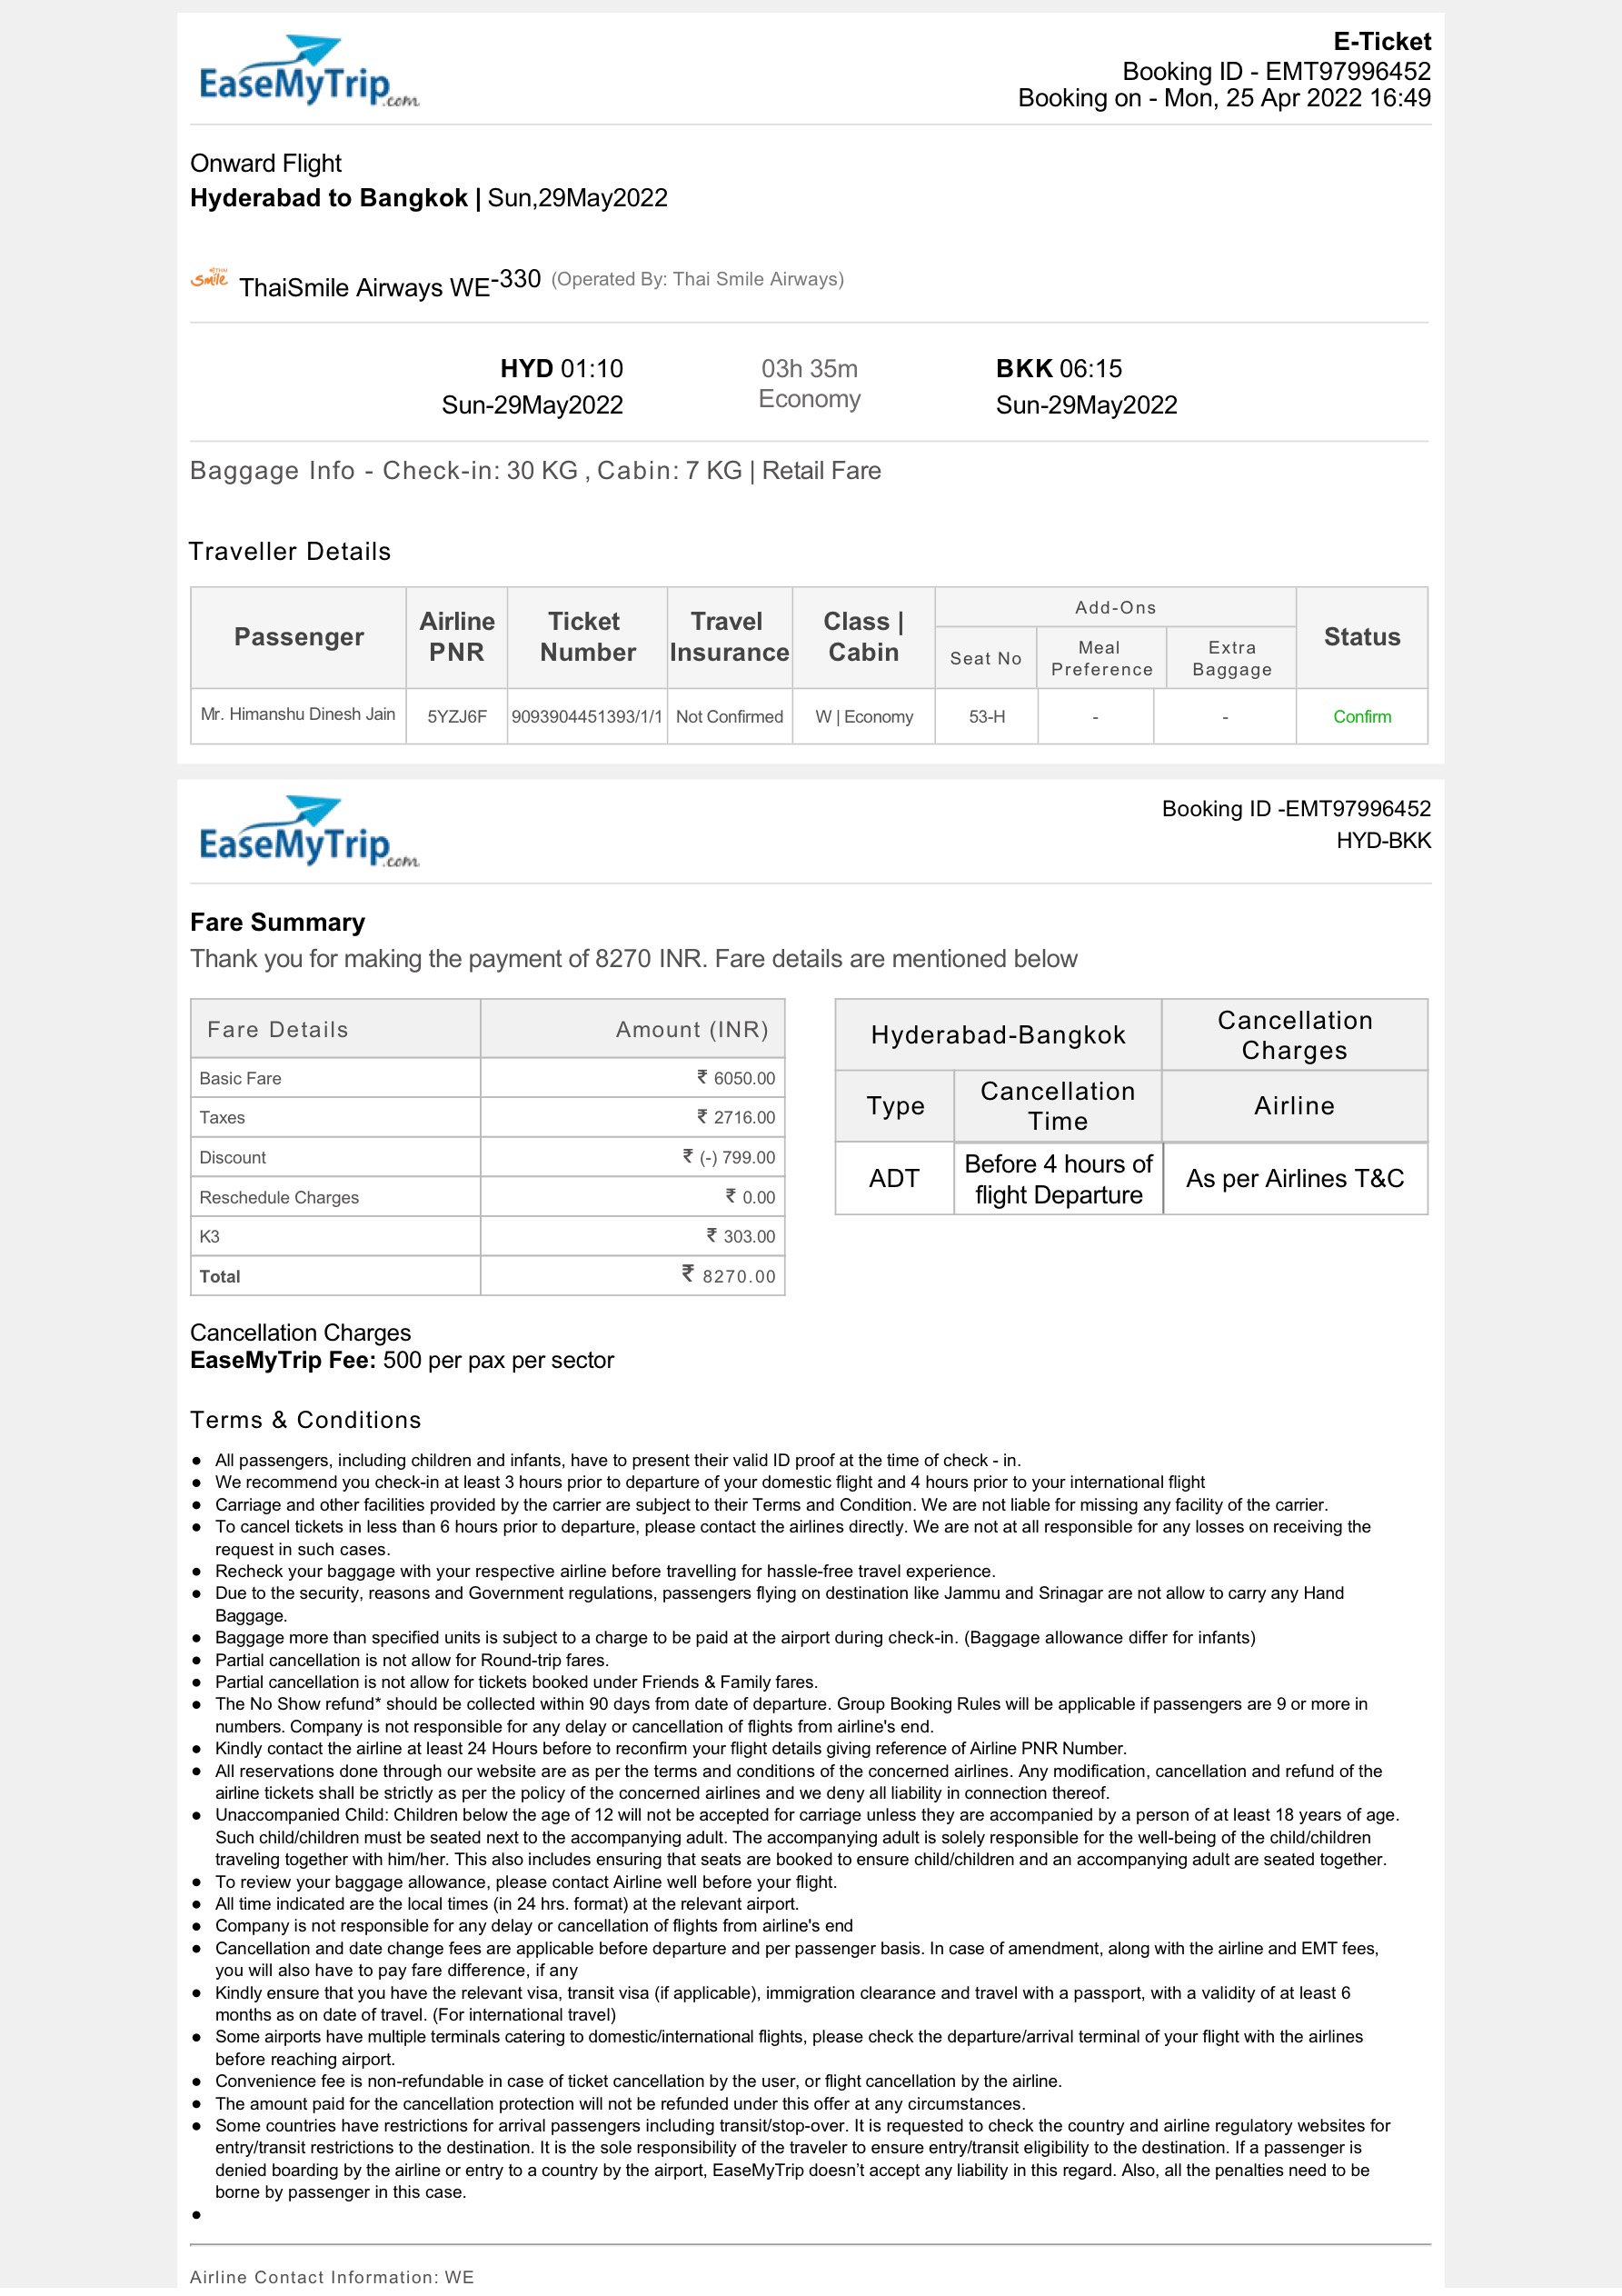 EaseMyTrip.com
E-Ticket
Booking ID - EMT97996452
Booking on - Mon, 25 Apr 2022 16:49
Onward Flight
Hyderabad to Bangkok | Sun,29May2022
THAI Smile ThaiSmile Airways WE-330 (Operated By: Thai Smile Airways)
HYD 01:10 03h 35m BKK 06:15
Sun-29May2022 Economy Sun-29May2022
Baggage Info - Check-in: 30 KG , Cabin: 7 KG | Retail Fare
Traveller Details
Passenger Airline PNR Ticket Number Travel Insurance Class | Cabin Add-Ons Status
Seat No Meal Preference Extra Baggage
Mr. Himanshu Dinesh Jain 5YZJ6F 9093904451393/1/1 Not Confirmed W | Economy 53-H - - Confirm
EaseMyTrip.com
Booking ID -EMT97996452
HYD-BKK
Fare Summary
Thank you for making the payment of 8270 INR. Fare details are mentioned below
Fare Details Amount (INR)
Basic Fare ₹ 6050.00
Taxes ₹ 2716.00
Discount ₹ (-) 799.00
Reschedule Charges ₹ 0.00
K3 ₹ 303.00
Total ₹ 8270.00
Hyderabad-Bangkok Cancellation Charges
Type Cancellation Time Airline
ADT Before 4 hours of flight Departure As per Airlines T&C
Cancellation Charges
EaseMyTrip Fee: 500 per pax per sector
Terms & Conditions
● All passengers, including children and infants, have to present their valid ID proof at the time of check - in.
● We recommend you check-in at least 3 hours prior to departure of your domestic flight and 4 hours prior to your international flight
● Carriage and other facilities provided by the carrier are subject to their Terms and Condition. We are not liable for missing any facility of the carrier.
● To cancel tickets in less than 6 hours prior to departure, please contact the airlines directly. We are not at all responsible for any losses on receiving the
request in such cases.
● Recheck your baggage with your respective airline before travelling for hassle-free travel experience.
● Due to the security, reasons and Government regulations, passengers flying on destination like Jammu and Srinagar are not allow to carry any Hand
Baggage.
● Baggage more than specified units is subject to a charge to be paid at the airport during check-in. (Baggage allowance differ for infants)
● Partial cancellation is not allow for Round-trip fares.
● Partial cancellation is not allow for tickets booked under Friends & Family fares.
● The No Show refund* should be collected within 90 days from date of departure. Group Booking Rules will be applicable if passengers are 9 or more in
numbers. Company is not responsible for any delay or cancellation of flights from airline's end.
● Kindly contact the airline at least 24 Hours before to reconfirm your flight details giving reference of Airline PNR Number.
● All reservations done through our website are as per the terms and conditions of the concerned airlines. Any modification, cancellation and refund of the
airline tickets shall be strictly as per the policy of the concerned airlines and we deny all liability in connection thereof.
● Unaccompanied Child: Children below the age of 12 will not be accepted for carriage unless they are accompanied by a person of at least 18 years of age.
Such child/children must be seated next to the accompanying adult. The accompanying adult is solely responsible for the well-being of the child/children
traveling together with him/her. This also includes ensuring that seats are booked to ensure child/children and an accompanying adult are seated together.
● To review your baggage allowance, please contact Airline well before your flight.
● All time indicated are the local times (in 24 hrs. format) at the relevant airport.
● Company is not responsible for any delay or cancellation of flights from airline's end
● Cancellation and date change fees are applicable before departure and per passenger basis. In case of amendment, along with the airline and EMT fees,
you will also have to pay fare difference, if any
● Kindly ensure that you have the relevant visa, transit visa (if applicable), immigration clearance and travel with a passport, with a validity of at least 6
months as on date of travel. (For international travel)
● Some airports have multiple terminals catering to domestic/international flights, please check the departure/arrival terminal of your flight with the airlines
before reaching airport.
● Convenience fee is non-refundable in case of ticket cancellation by the user, or flight cancellation by the airline.
● The amount paid for the cancellation protection will not be refunded under this offer at any circumstances.
● Some countries have restrictions for arrival passengers including transit/stop-over. It is requested to check the country and airline regulatory websites for
entry/transit restrictions to the destination. It is the sole responsibility of the traveler to ensure entry/transit eligibility to the destination. If a passenger is
denied boarding by the airline or entry to a country by the airport, EaseMyTrip doesn’t accept any liability in this regard. Also, all the penalties need to be
borne by passenger in this case.
●
Airline Contact Information: WE